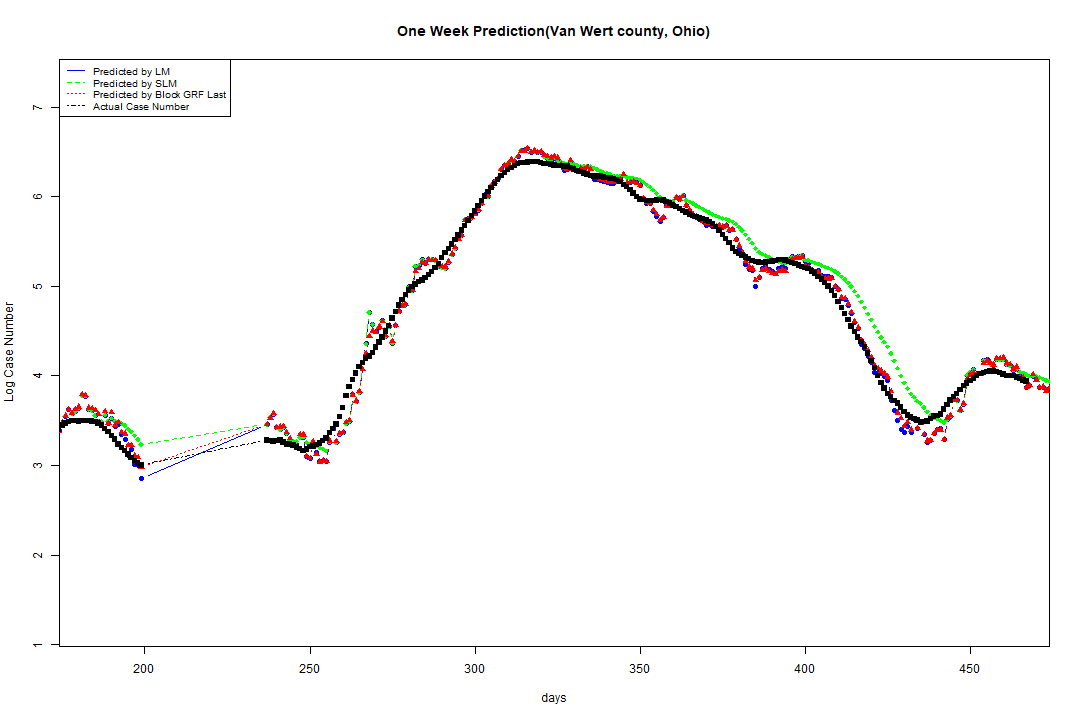 One Week Prediction(Van Wert county, Ohio)
Predicted by LM
Predicted by SLM
Predicted by Block GRF Last
Actual Case Number
7
6
5
4
3
2
1
Log Case Number
200 250 300 350 400 450
days